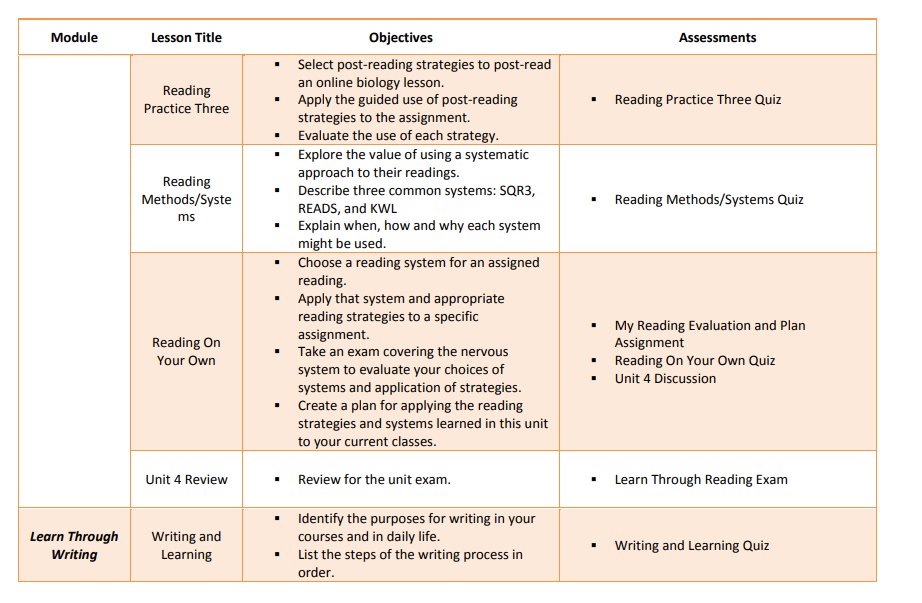 Module Lesson Title Objectives Assessments
Reading
Practice Three
▪ Select post-reading strategies to post-read
an online biology lesson.
▪ Apply the guided use of post-reading
strategies to the assignment.
▪ Evaluate the use of each strategy.
▪ Reading Practice Three Quiz
Reading
Methods/Syste
ms
▪ Explore the value of using a systematic
approach to their readings.
▪ Describe three common systems: SQR3,
READS, and KWL
▪ Explain when, how and why each system
might be used.
▪ Reading Methods/Systems Quiz
Reading On
Your Own
▪ Choose a reading system for an assigned
reading.
▪ Apply that system and appropriate
reading strategies to a specific
assignment.
▪ Take an exam covering the nervous
system to evaluate your choices of
systems and application of strategies.
▪ Create a plan for applying the reading
strategies and systems learned in this unit
to your current classes.
▪ My Reading Evaluation and Plan
Assignment
▪ Reading On Your Own Quiz
▪ Unit 4 Discussion
Unit 4 Review
▪ Review for the unit exam.
▪ Learn Through Reading Exam
Learn Through
Writing
Writing and
Learning
▪ Identify the purposes for writing in your
courses and in daily life.
▪ List the steps of the writing process in
order.
▪ Writing and Learning Quiz